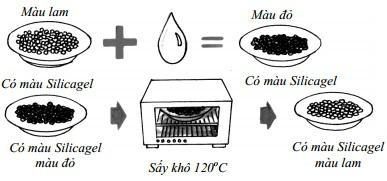 Màu lam
Màu đỏ
Có màu Silicagel
Có màu Silicagel
Có màu Silicagel
màu đỏ
Sấy khô 120°C
Có màu Silicagel
màu lam